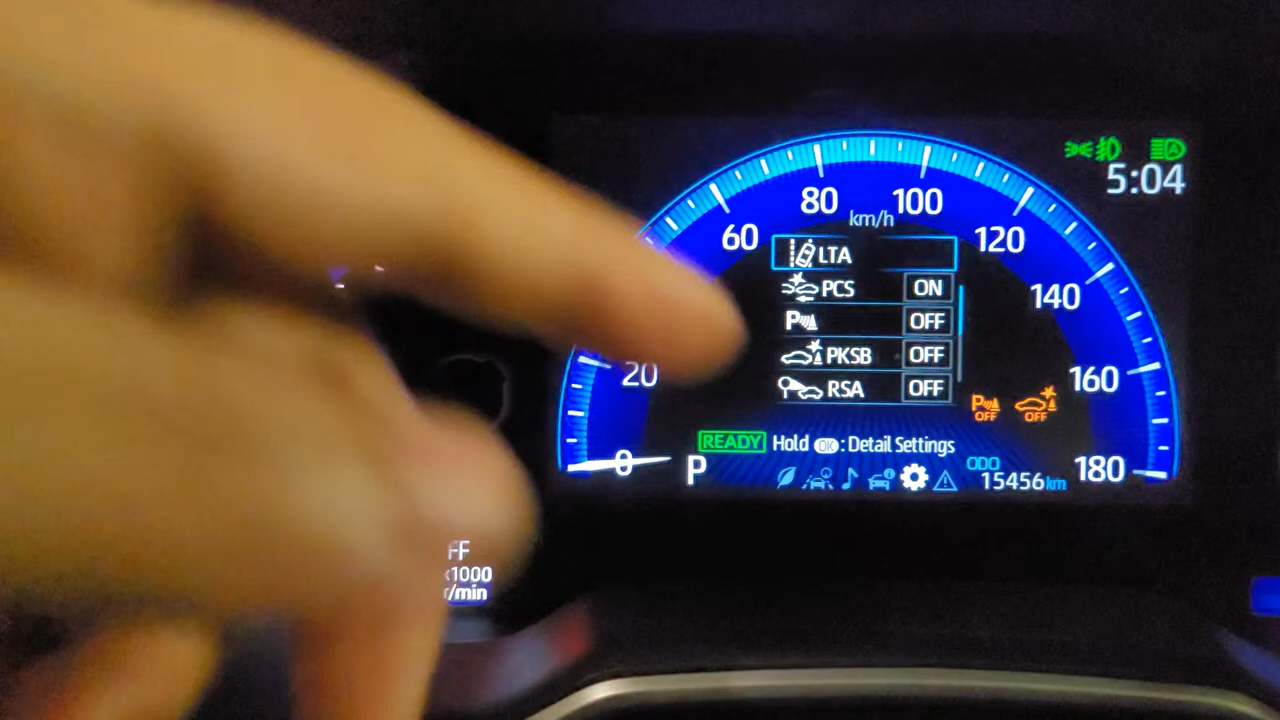 5:04
80 100
km/h
60 120
LTA
PCS ON
140
P OFF
20 PKSB OFF
160
RSA OFF
P OFF OFF
READY Hold OK : Detail Settings
ODO
0 P 15456 km 180
FF
x1000
r/min